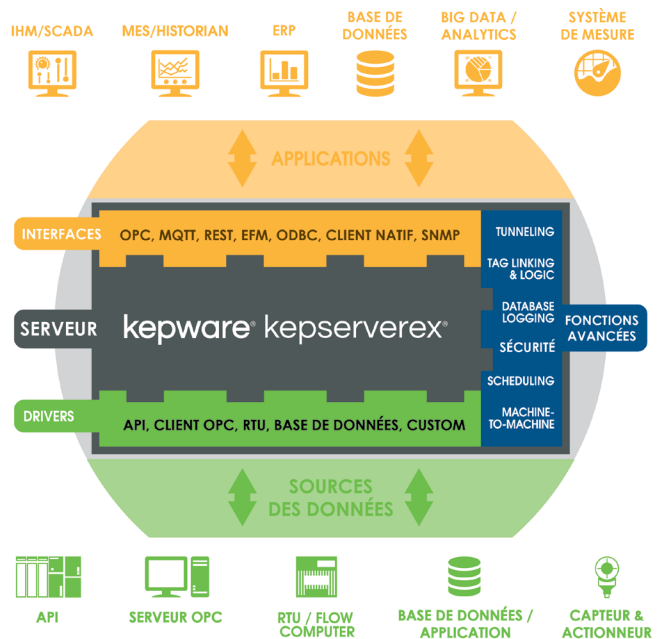 IHM/SCADA
MES/HISTORIAN
ERP
BASE DE
DONNÉES
BIG DATA /
ANALYTICS
SYSTÈME
DE MESURE
APPLICATIONS
INTERFACES
OPC, MQTT, REST, EFM, ODBC, CLIENT NATIF, SNMP
TUNNELING
TAG LINKING
& LOGIC
DATABASE
LOGGING
SÉCURITÉ
SCHEDULING
MACHINE-
TO-MACHINE
FONCTIONS
AVANCÉES
SERVEUR
kepware® kepserverex®
DRIVERS
API, CLIENT OPC, RTU, BASE DE DONNÉES, CUSTOM
SOURCES
DES DONNÉES
API
SERVEUR OPC
RTU / FLOW
COMPUTER
BASE DE DONNÉES /
APPLICATION
CAPTEUR &
ACTIONNEUR